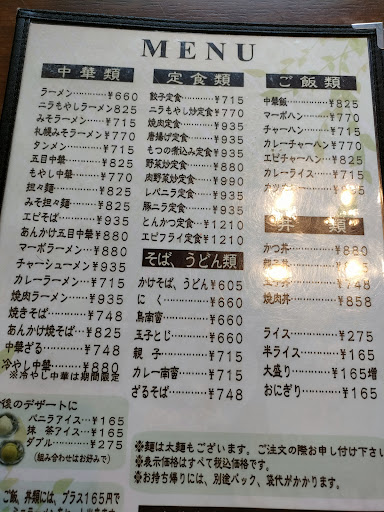 MENU
中華類
ラーメン‥‥¥660
ニラもやしラーメン¥825
みそラーメン‥¥770
札幌みそラーメン¥770
タンメン‥‥¥715
五目中華‥‥¥825
もやし中華‥‥¥770
担々麺‥‥‥¥825
みそ担々麺‥‥¥880
エビそば‥‥¥935
あんかけ五目中華¥880
マーボラーメン‥¥880
チャーシューメン¥935
カレーラーメン‥¥715
焼肉ラーメン‥¥935
焼きそば‥‥¥748
あんかけ焼そば‥¥825
中華ざる‥‥¥748
冷やし中華‥‥¥880
※冷やし中華は期間限定
後のデザートに
バニラアイス‥¥165
抹茶アイス‥‥¥165
ダブル‥‥‥¥275
(組み合わせはお好みで)
ご飯、丼類には、プラス165円で
定食類
餃子定食‥‥‥¥715
ニラもやし炒め定食¥770
焼肉定食‥‥‥¥935
唐揚げ定食‥‥¥935
もつの煮込み定食¥935
野菜炒め定食‥¥880
肉野菜炒め定食‥¥990
レバニラ定食‥¥935
豚ニラ定食‥‥¥935
とんかつ定食‥¥1210
エビフライ定食¥1210
そば、うどん類
かけそば、うどん¥605
にく‥‥‥¥660
鳥南蛮‥‥‥¥660
玉子とじ‥‥¥660
親子‥‥‥¥715
カレー南蛮‥‥¥715
ざるそば‥‥¥748
ご飯類
中華飯‥‥‥¥825
マーボハン‥‥¥770
チャーハン‥‥¥715
カレーチャーハン¥770
エビチャーハン‥¥825
カレーライス‥¥715
類
かつ丼‥‥‥¥880
¥748
焼肉丼‥‥‥¥858
ライス‥‥‥¥275
半ライス‥‥¥165
大盛り‥‥‥¥165増
おにぎり‥‥¥165
※麺は太麺もございます。ご注文の際お申し付け下さい
※表示価格はすべて税込価格です。
※お持ち帰りには、別途パック、袋代がかかります。